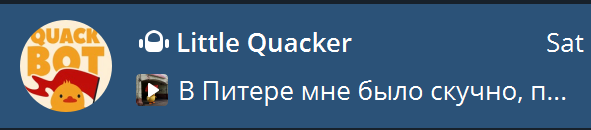 QUACK
BOT
Little Quacker
Sat
В Питере мне было скучно, п...